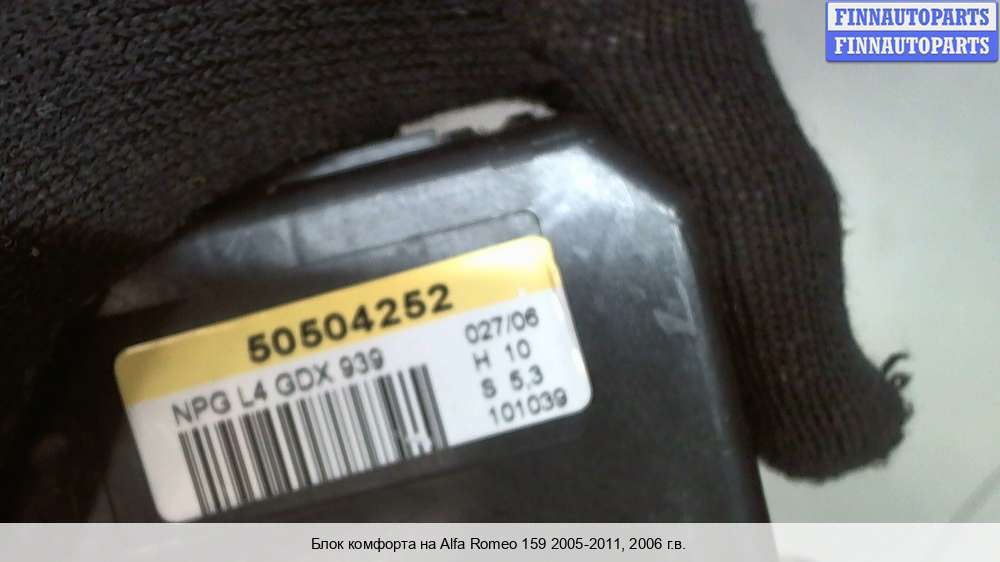 FINNAUTOPARTS
FINNAUTOPARTS
50504252
NPG L4 GDX 939
027/06
H 10
S 5,3
101039
Блок комфорта на Alfa Romeo 159 2005-2011, 2006 г.в.